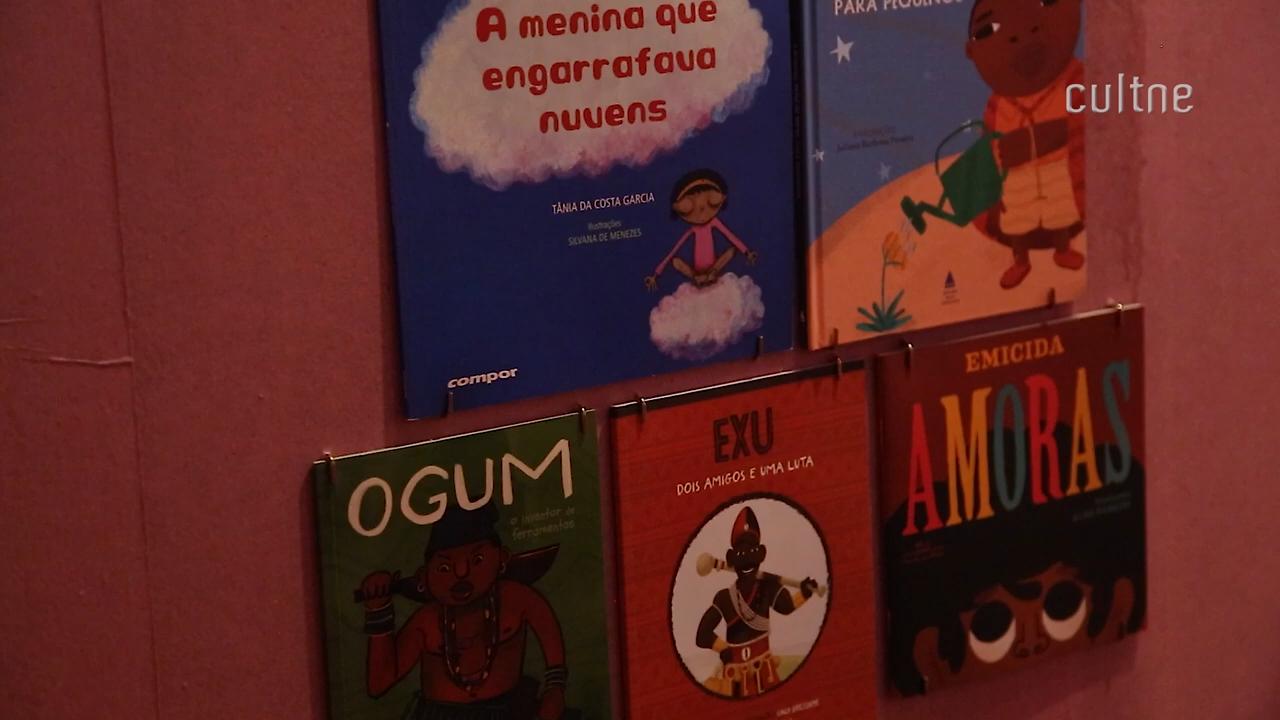 A menina que
engarrafava
nuvens
TÂNIA DA COSTA GARCIA
Ilustrações
SILVANA DE MENEZES
compor
PARA PEQUENOS
cultne
OGUM
o inventor de
ferramentas
EXU
DOIS AMIGOS E UMA LUTA
EMICIDA
AMORAS